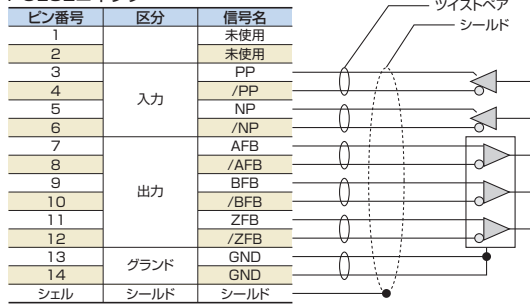 ツイストペア
シールド
ピン番号 区分 信号名
1 未使用
2 未使用
3 PP
4 /PP
入力
5 NP
6 /NP
7 AFB
8 /AFB
9 BFB
出力
10 /BFB
11 ZFB
12 /ZFB
13 GND
グランド
14 GND
シェル シールド シールド